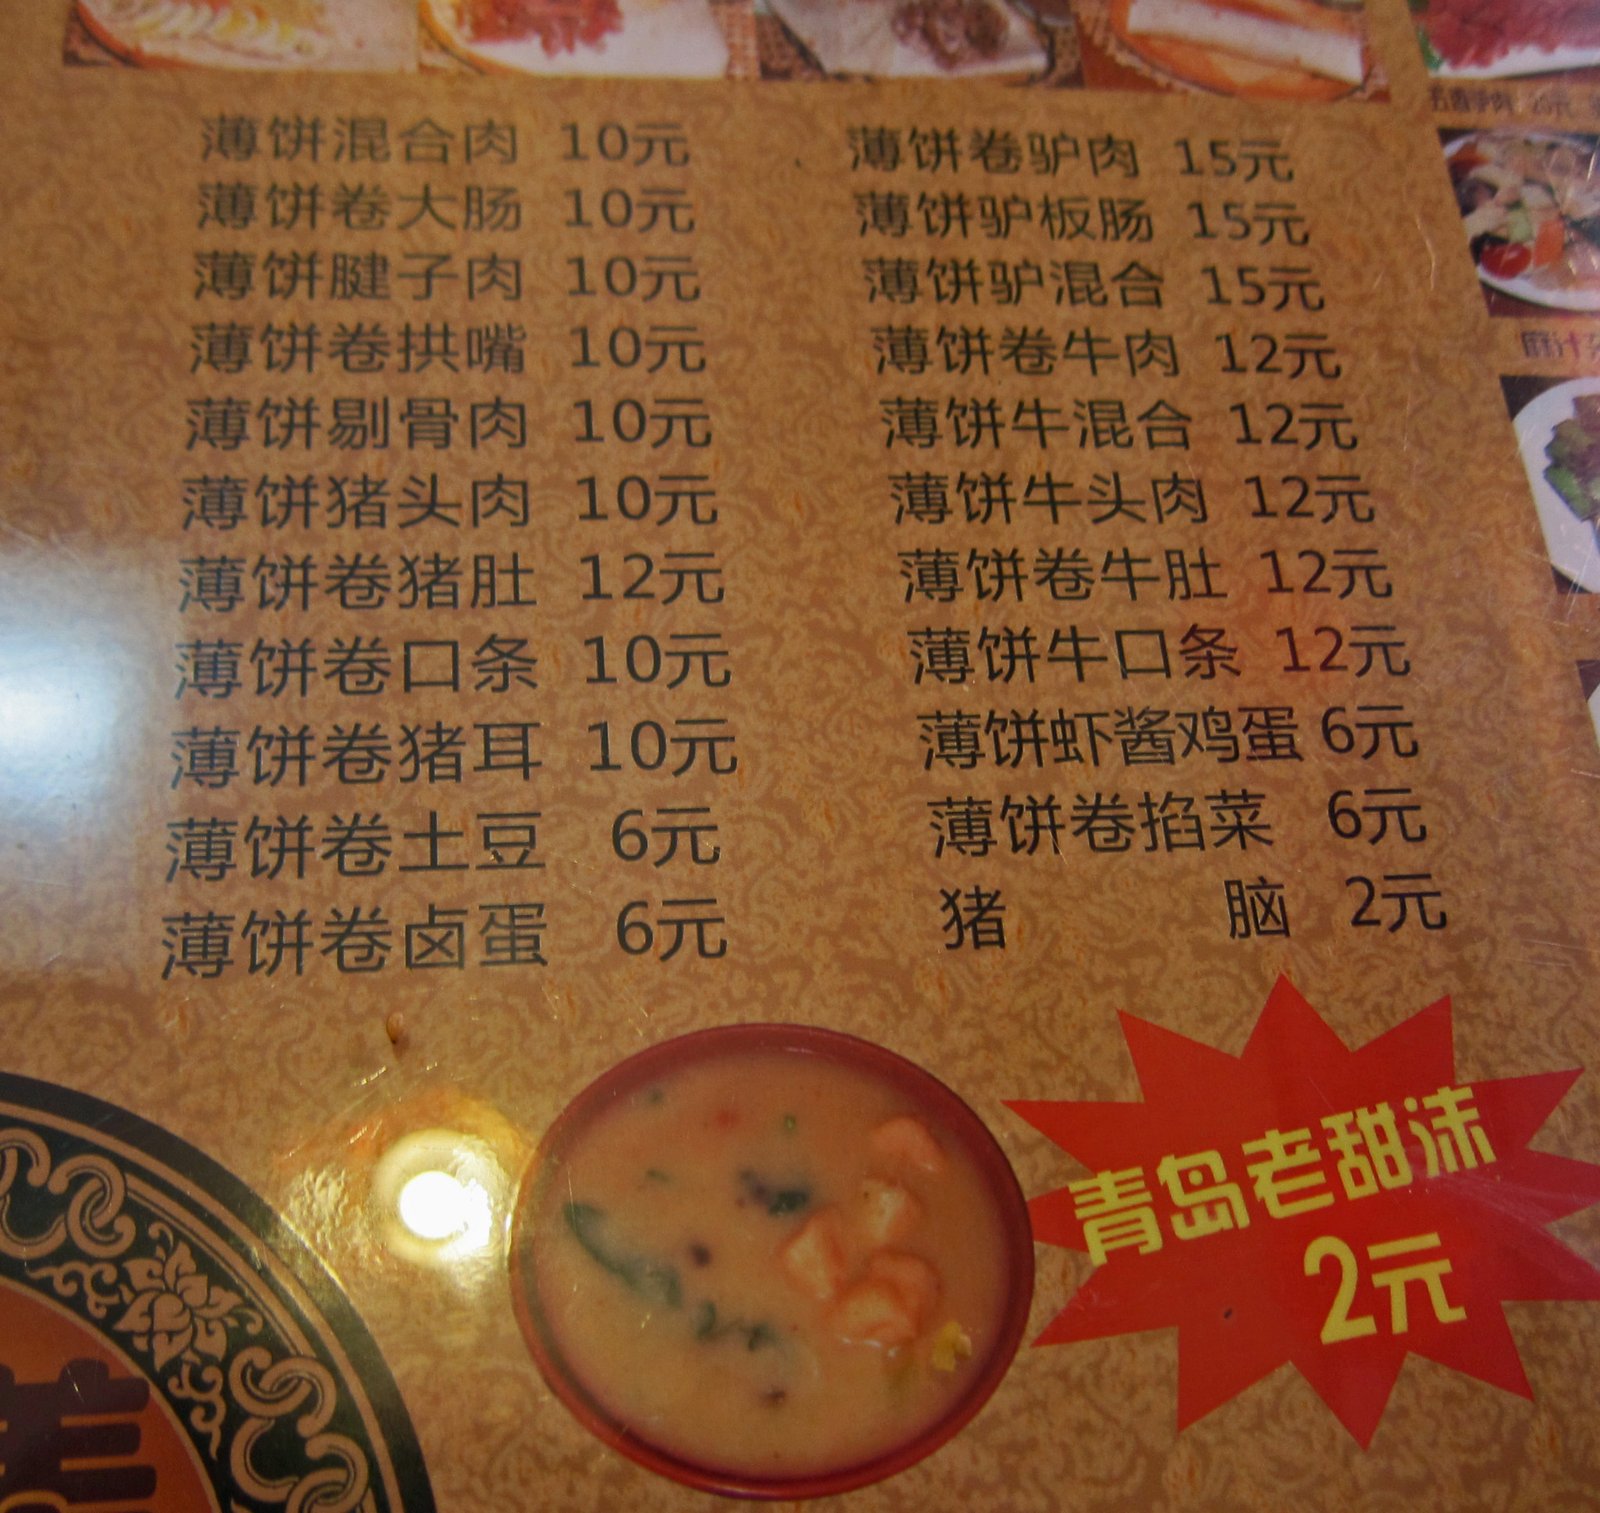 薄饼混合肉 10元
薄饼卷大肠 10元
薄饼腱子肉 10元
薄饼卷拱嘴 10元
薄饼剔骨肉 10元
薄饼猪头肉 10元
薄饼卷猪肚 12元
薄饼卷口条 10元
薄饼卷猪耳 10元
薄饼卷土豆 6元
薄饼卷卤蛋 6元
薄饼卷驴肉 15元
薄饼驴板肠 15元
薄饼驴混合 15元
薄饼卷牛肉 12元
薄饼牛混合 12元
薄饼牛头肉 12元
薄饼卷牛肚 12元
薄饼牛口条 12元
薄饼虾酱鸡蛋 6元
薄饼卷掐菜 6元
猪 脑 2元
青岛老甜沫
2元